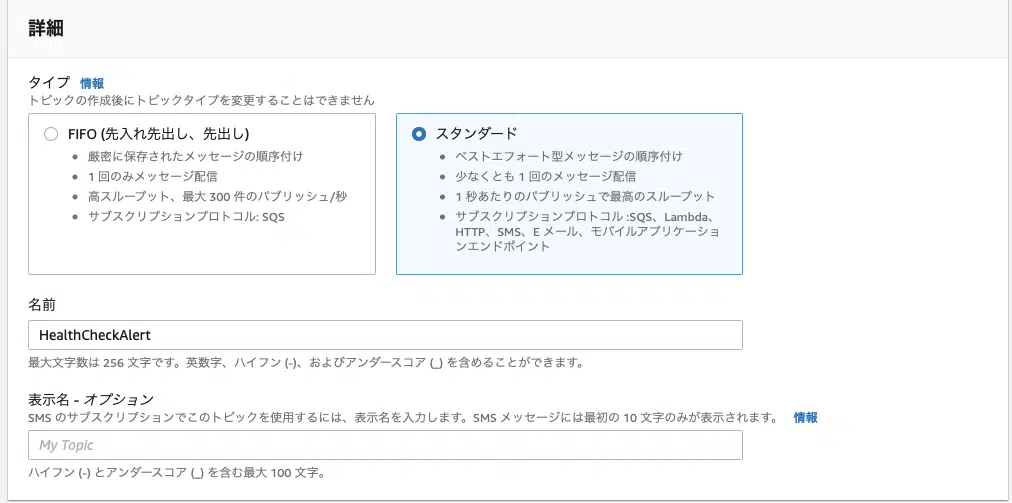 詳細
タイプ 情報
トピックの作成後にトピックタイプを変更することはできません
FIFO (先入れ先出し、先出し)
• 厳密に保存されたメッセージの順序付け
• 1 回のみメッセージ配信
• 高スループット、最大 300 件のパブリッシュ/秒
• サブスクリプションプロトコル: SQS
スタンダード
• ベストエフォート型メッセージの順序付け
• 少なくとも 1 回のメッセージ配信
• 1 秒あたりのパブリッシュで最高のスループット
• サブスクリプションプロトコル :SQS、Lambda、
HTTP、SMS、E メール、モバイルアプリケーショ
ンエンドポイント
名前
HealthCheckAlert
最大文字数は 256 文字です。英数字、ハイフン (-)、およびアンダースコア (_) を含めることができます。
表示名 - オプション
SMS のサブスクリプションでこのトピックを使用するには、表示名を入力します。SMS メッセージには最初の 10 文字のみが表示されます。 情報
My Topic
ハイフン (-) とアンダースコア (_) を含む最大 100 文字。